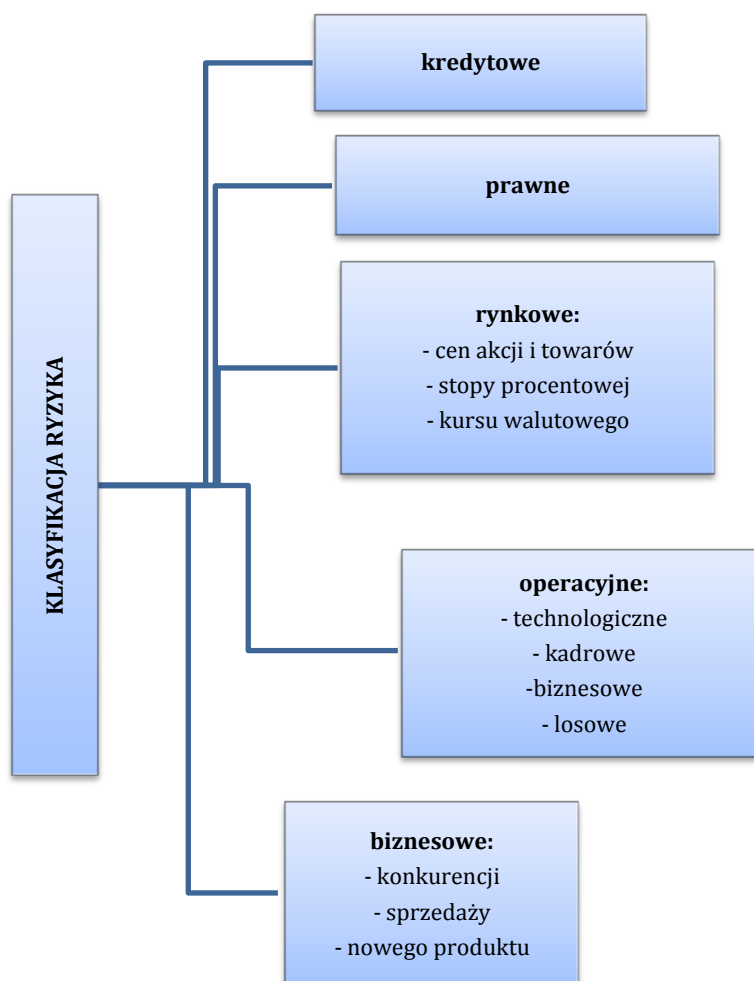 KLASYFIKACJA RYZYKA
kredytowe
prawne
rynkowe:
- cen akcji i towarów
- stopy procentowej
- kursu walutowego
operacyjne:
- technologiczne
- kadrowe
-biznesowe
- losowe
biznesowe:
- konkurencji
- sprzedaży
- nowego produktu